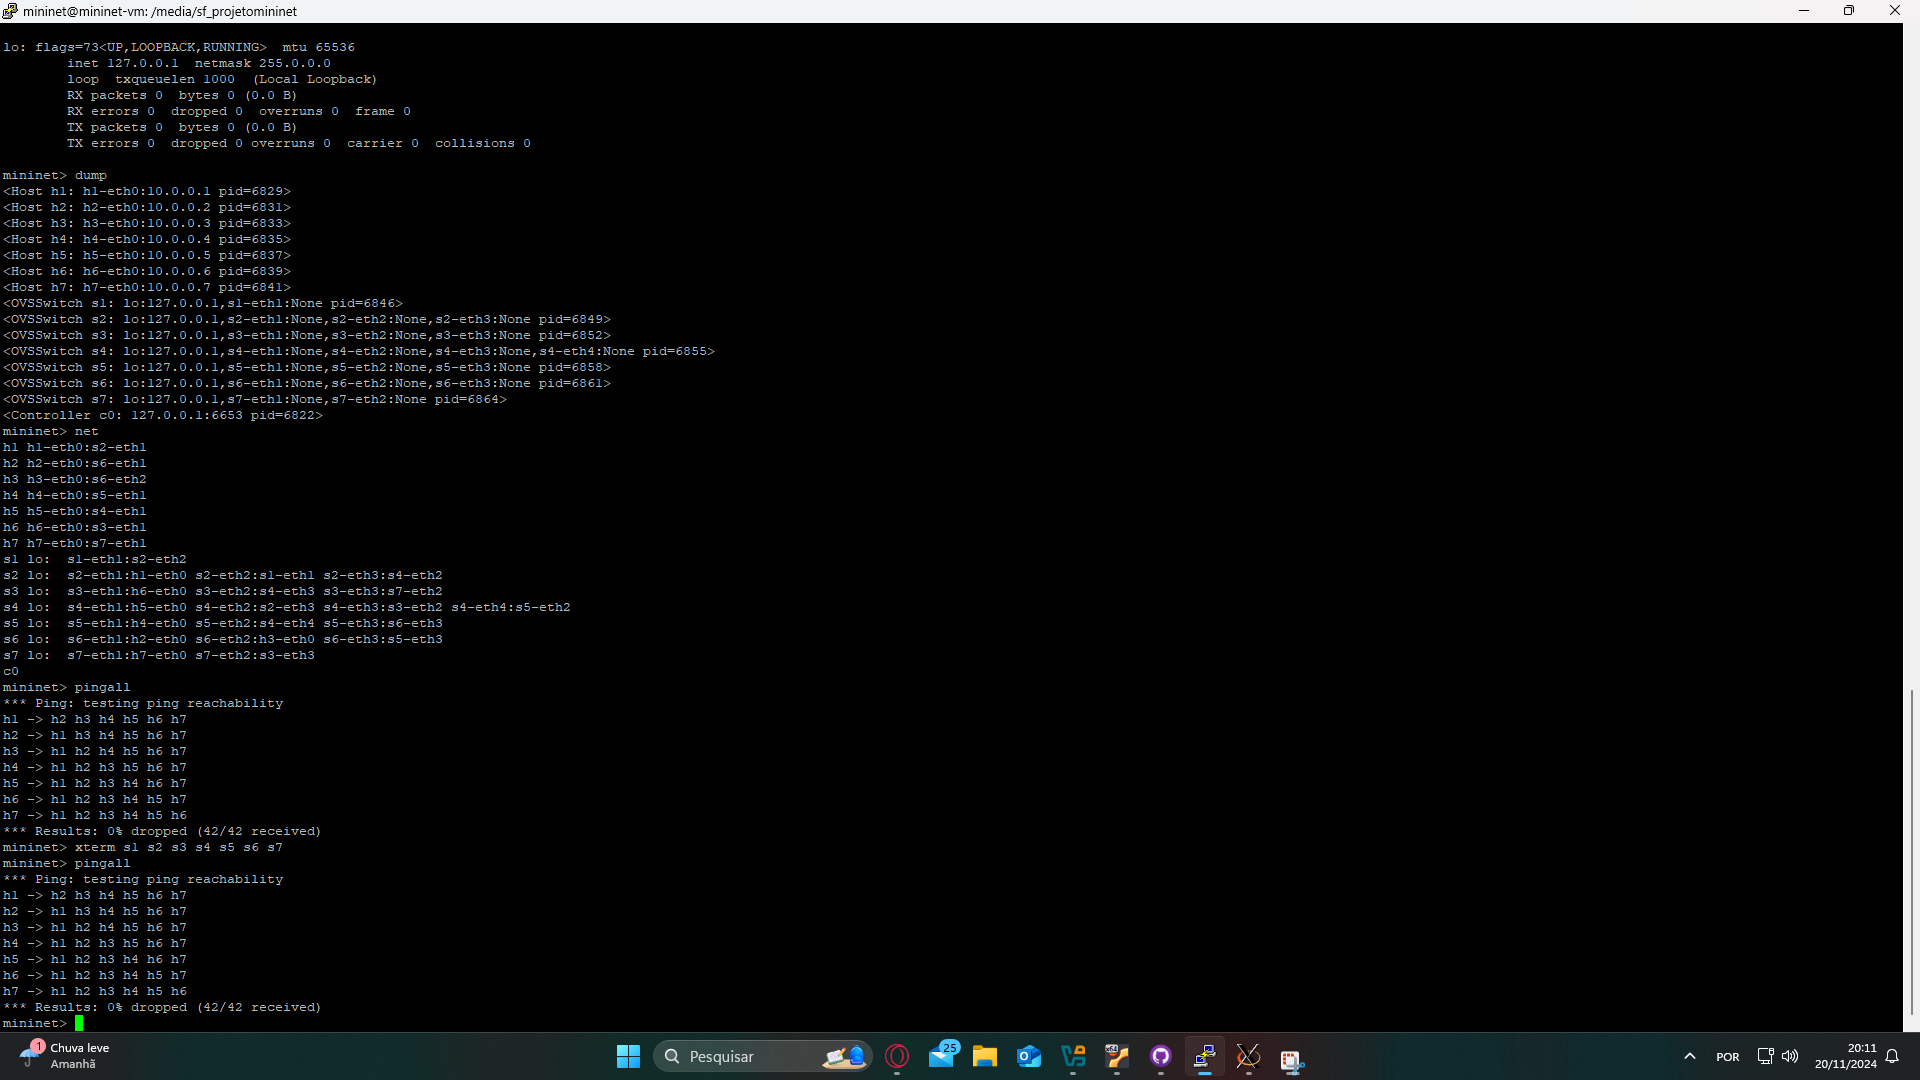 mininet@mininet-vm: /media/sf_projetomininet
lo: flags=73<UP,LOOPBACK,RUNNING>  mtu 65536
        inet 127.0.0.1  netmask 255.0.0.0
        loop  txqueuelen 1000  (Local Loopback)
        RX packets 0  bytes 0 (0.0 B)
        RX errors 0  dropped 0  overruns 0  frame 0
        TX packets 0  bytes 0 (0.0 B)
        TX errors 0  dropped 0 overruns 0  carrier 0  collisions 0
mininet> dump
<Host h1: h1-eth0:10.0.0.1 pid=6829>
<Host h2: h2-eth0:10.0.0.2 pid=6831>
<Host h3: h3-eth0:10.0.0.3 pid=6833>
<Host h4: h4-eth0:10.0.0.4 pid=6835>
<Host h5: h5-eth0:10.0.0.5 pid=6837>
<Host h6: h6-eth0:10.0.0.6 pid=6839>
<Host h7: h7-eth0:10.0.0.7 pid=6841>
<OVSSwitch s1: lo:127.0.0.1,s1-eth1:None pid=6846>
<OVSSwitch s2: lo:127.0.0.1,s2-eth1:None,s2-eth2:None,s2-eth3:None pid=6849>
<OVSSwitch s3: lo:127.0.0.1,s3-eth1:None,s3-eth2:None,s3-eth3:None pid=6852>
<OVSSwitch s4: lo:127.0.0.1,s4-eth1:None,s4-eth2:None,s4-eth3:None,s4-eth4:None pid=6855>
<OVSSwitch s5: lo:127.0.0.1,s5-eth1:None,s5-eth2:None,s5-eth3:None pid=6858>
<OVSSwitch s6: lo:127.0.0.1,s6-eth1:None,s6-eth2:None,s6-eth3:None pid=6861>
<OVSSwitch s7: lo:127.0.0.1,s7-eth1:None,s7-eth2:None pid=6864>
<Controller c0: 127.0.0.1:6653 pid=6822>
mininet> net
h1 h1-eth0:s2-eth1
h2 h2-eth0:s6-eth1
h3 h3-eth0:s6-eth2
h4 h4-eth0:s5-eth1
h5 h5-eth0:s4-eth1
h6 h6-eth0:s3-eth1
h7 h7-eth0:s7-eth1
s1 lo:  s1-eth1:s2-eth2
s2 lo:  s2-eth1:h1-eth0 s2-eth2:s1-eth1 s2-eth3:s4-eth2
s3 lo:  s3-eth1:h6-eth0 s3-eth2:s4-eth3 s3-eth3:s7-eth2
s4 lo:  s4-eth1:h5-eth0 s4-eth2:s2-eth3 s4-eth3:s3-eth2 s4-eth4:s5-eth2
s5 lo:  s5-eth1:h4-eth0 s5-eth2:s4-eth4 s5-eth3:s6-eth3
s6 lo:  s6-eth1:h2-eth0 s6-eth2:h3-eth0 s6-eth3:s5-eth3
s7 lo:  s7-eth1:h7-eth0 s7-eth2:s3-eth3
c0
mininet> pingall
*** Ping: testing ping reachability
h1 -> h2 h3 h4 h5 h6 h7
h2 -> h1 h3 h4 h5 h6 h7
h3 -> h1 h2 h4 h5 h6 h7
h4 -> h1 h2 h3 h5 h6 h7
h5 -> h1 h2 h3 h4 h6 h7
h6 -> h1 h2 h3 h4 h5 h7
h7 -> h1 h2 h3 h4 h5 h6
*** Results: 0% dropped (42/42 received)
mininet> xterm s1 s2 s3 s4 s5 s6 s7
mininet> pingall
*** Ping: testing ping reachability
h1 -> h2 h3 h4 h5 h6 h7
h2 -> h1 h3 h4 h5 h6 h7
h3 -> h1 h2 h4 h5 h6 h7
h4 -> h1 h2 h3 h5 h6 h7
h5 -> h1 h2 h3 h4 h6 h7
h6 -> h1 h2 h3 h4 h5 h7
h7 -> h1 h2 h3 h4 h5 h6
*** Results: 0% dropped (42/42 received)
mininet>
1
Chuva leve
Amanhã
Pesquisar
25
x64
POR
20:11
20/11/2024